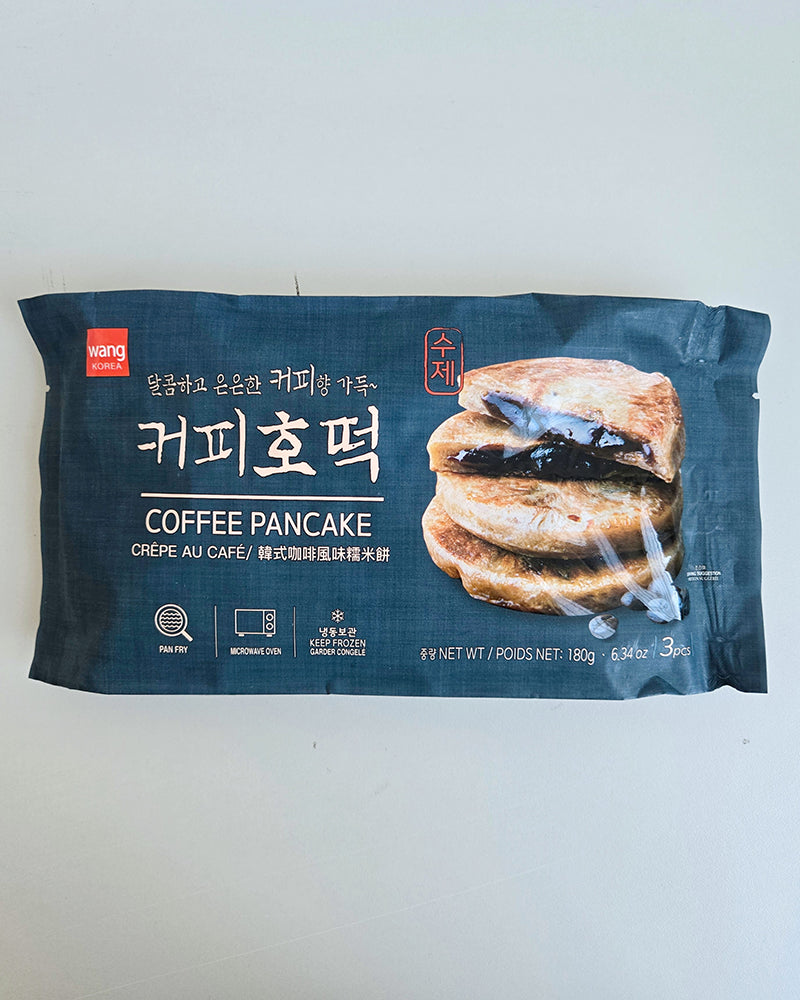 wang
KOREA
달콤하고 은은한 커피향 가득~
커피호떡
COFFEE PANCAKE
CRÊPE AU CAFÉ/ 韓式咖啡風味糯米餅
수제
PAN FRY
MICROWAVE OVEN
냉동보관
KEEP FROZEN
GARDER CONGELÉ
중량 NET WT / POIDS NET: 180g · 6.34 oz / 3pcs
SUGGESTION